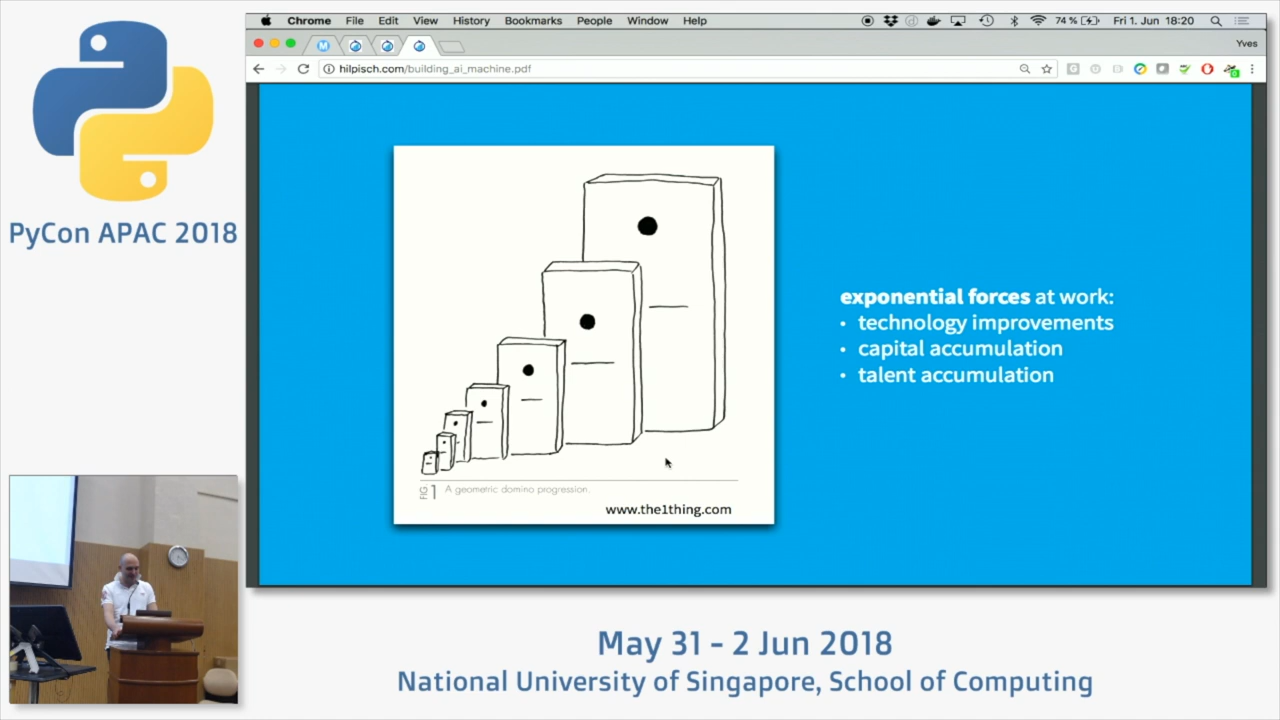 Chrome File Edit View History Bookmarks People Window Help 74 % Fri 1. Jun 18:20
Yves
hilpisch.com/building_ai_machine.pdf
PyCon APAC 2018
exponential forces at work:
• technology improvements
• capital accumulation
• talent accumulation
FIG 1 A geometric domino progression.
www.the1thing.com
May 31 - 2 Jun 2018
National University of Singapore, School of Computing